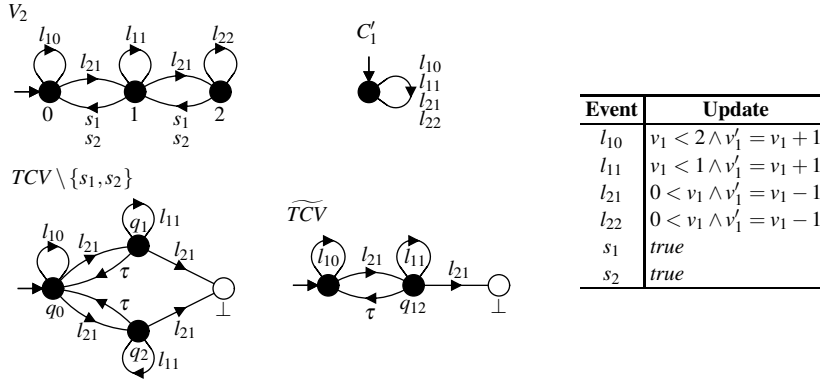 V₂
l₁₀
l₂₁
l₁₁
l₂₁
l₂₂
0
1
2
s₁
s₂
s₁
s₂
C′₁
l₁₀
l₁₁
l₂₁
l₂₂
TCV \ {s₁, s₂}
l₁₀
l₂₁
q₁
l₁₁
l₂₁
τ
q₀
τ
l₂₁
q₂
l₁₁
l₂₁
⊥
T͠CV
l₁₀
l₂₁
l₁₁
l₂₁
τ
q₁₂
⊥
Event Update
l₁₀ v₁ < 2 ∧ v′₁ = v₁ + 1
l₁₁ v₁ < 1 ∧ v′₁ = v₁ + 1
l₂₁ 0 < v₁ ∧ v′₁ = v₁ − 1
l₂₂ 0 < v₁ ∧ v′₁ = v₁ − 1
s₁ true
s₂ true